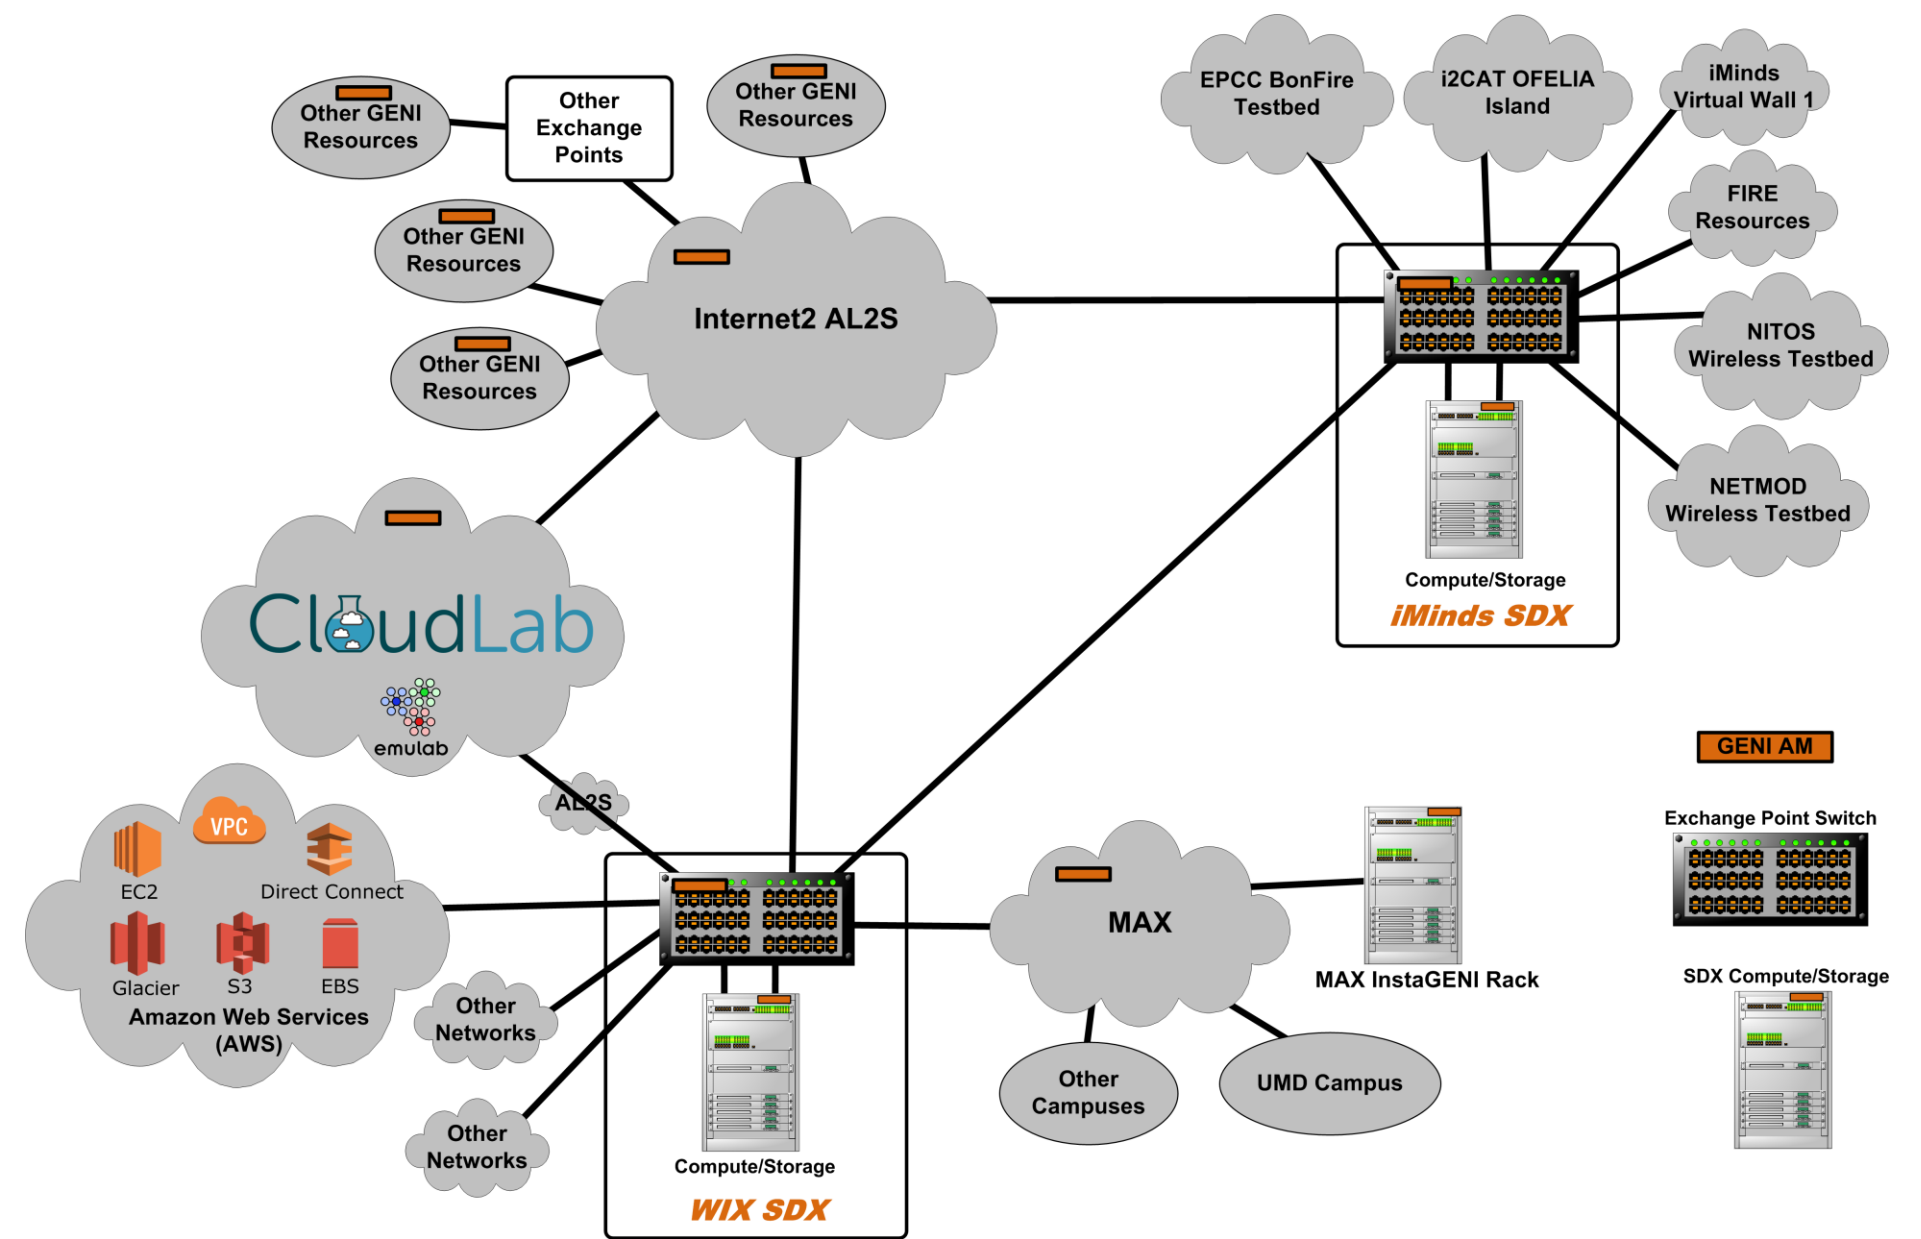 Other GENI
Resources
Other
Exchange
Points
Other GENI
Resources
Other GENI
Resources
Other GENI
Resources
Internet2 AL2S
EPCC BonFire
Testbed
i2CAT OFELIA
Island
iMinds
Virtual Wall 1
FIRE
Resources
NITOS
Wireless Testbed
NETMOD
Wireless Testbed
Compute/Storage
iMinds SDX
CloudLab
emulab
AL2S
VPC
EC2
Direct Connect
Glacier
S3
EBS
Amazon Web Services
(AWS)
Other
Networks
Other
Networks
Compute/Storage
WIX SDX
MAX
MAX InstaGENI Rack
Other
Campuses
UMD Campus
GENI AM
Exchange Point Switch
SDX Compute/Storage